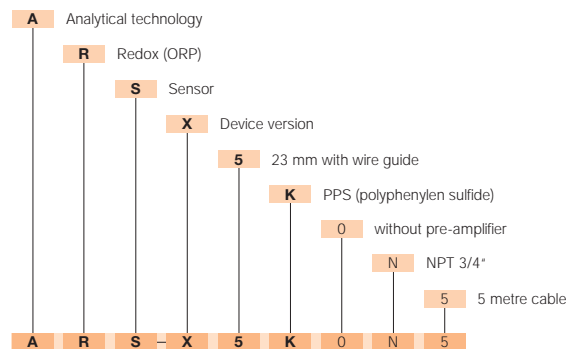 A Analytical technology
R Redox (ORP)
S Sensor
X Device version
5 23 mm with wire guide
K PPS (polyphenylen sulfide)
0 without pre-amplifier
N NPT 3/4“
5 5 metre cable
A R S – X 5 K 0 N 5